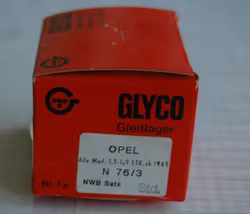 GLYCO
Gleitlager
OPEL
Alle Mod. 1,5-1,9 LTR. ab 1965
N 76/3
NWB Satz
Std.